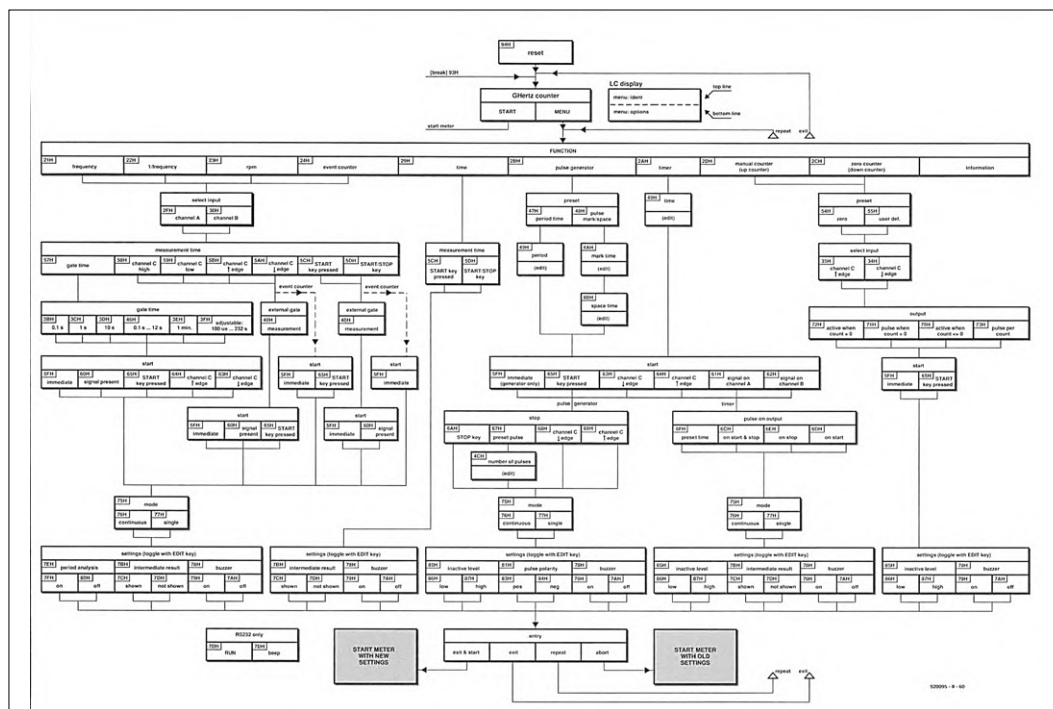 94H
reset
(break) 93H
GHertz counter
START MENU
start meter
LC display
menu: ident
menu: options
top line
bottom line
repeat exit
FUNCTION
21H frequency 22H 1/frequency 23H rpm 24H event counter 29H time 2BH pulse generator 2AH timer 2DH manual counter (up counter) 2CH zero counter (down counter) information
select input
2FH channel A 30H channel B
preset
47H period time 48H pulse mark/space
49H time
(edit)
preset
54H zero 55H user def.
measurement time
57H gate time 58H channel C high 59H channel C low 5BH channel C ↑ edge 5AH channel C ↓ edge 5CH START key pressed 5DH START/STOP key
measurement time
5CH START key pressed 5DH START/STOP key
period
(edit)
mark time
(edit)
space time
(edit)
select input
35H channel C ↑ edge 34H channel C ↓ edge
event counter
event counter
external gate
measurement
external gate
measurement
gate time
3BH 0.1 s 3CH 1 s 3DH 10 s 0.1 s ... 12 s 3EH 1 min. 3FH adjustable: 100 us ... 232 s
output
72H active when count = 0 71H pulse when count = 0 70H active when count <> 0 73H pulse per count
start
5FH immediate 60H signal present 65H START key pressed 64H channel C ↑ edge 63H channel C ↓ edge
start
5FH immediate 65H START key pressed
start
5FH immediate
start
5FH immediate (generator only) 65H START key pressed 63H channel C ↓ edge 64H channel C ↑ edge 61H signal on channel A 62H signal on channel B
start
5FH immediate 65H START key pressed
start
5FH immediate 60H signal present 65H START key pressed
start
5FH immediate 60H signal present
pulse generator
timer
stop
6AH STOP key 67H preset pulse channel C ↓ edge channel C ↑ edge
4CH number of pulses
(edit)
pulse on output
6FH preset time 6CH on start & stop 6EH on stop 6DH on start
75H mode
76H continuous 77H single
75H mode
76H continuous 77H single
75H mode
76H continuous 77H single
settings (toggle with EDIT key)
7EH period analysis 7BH intermediate result 78H buzzer
7FH on 80H off 7CH shown 7DH not shown 79H on 7AH off
settings (toggle with EDIT key)
7BH intermediate result 78H buzzer
7CH shown 7DH not shown 79H on 7AH off
settings (toggle with EDIT key)
85H inactive level 81H pulse polarity 78H buzzer
86H low 87H high 83H pos 84H neg 79H on 7AH off
settings (toggle with EDIT key)
85H inactive level 7BH intermediate result 78H buzzer
86H low 87H high 7CH shown 7DH not shown 79H on 7AH off
settings (toggle with EDIT key)
85H inactive level 78H buzzer
86H low 87H high 79H on 7AH off
RS232 only
RUN beep
START METER
WITH NEW
SETTINGS
entry
exit & start exit repeat abort
START METER
WITH OLD
SETTINGS
repeat exit
920095 - II - 60